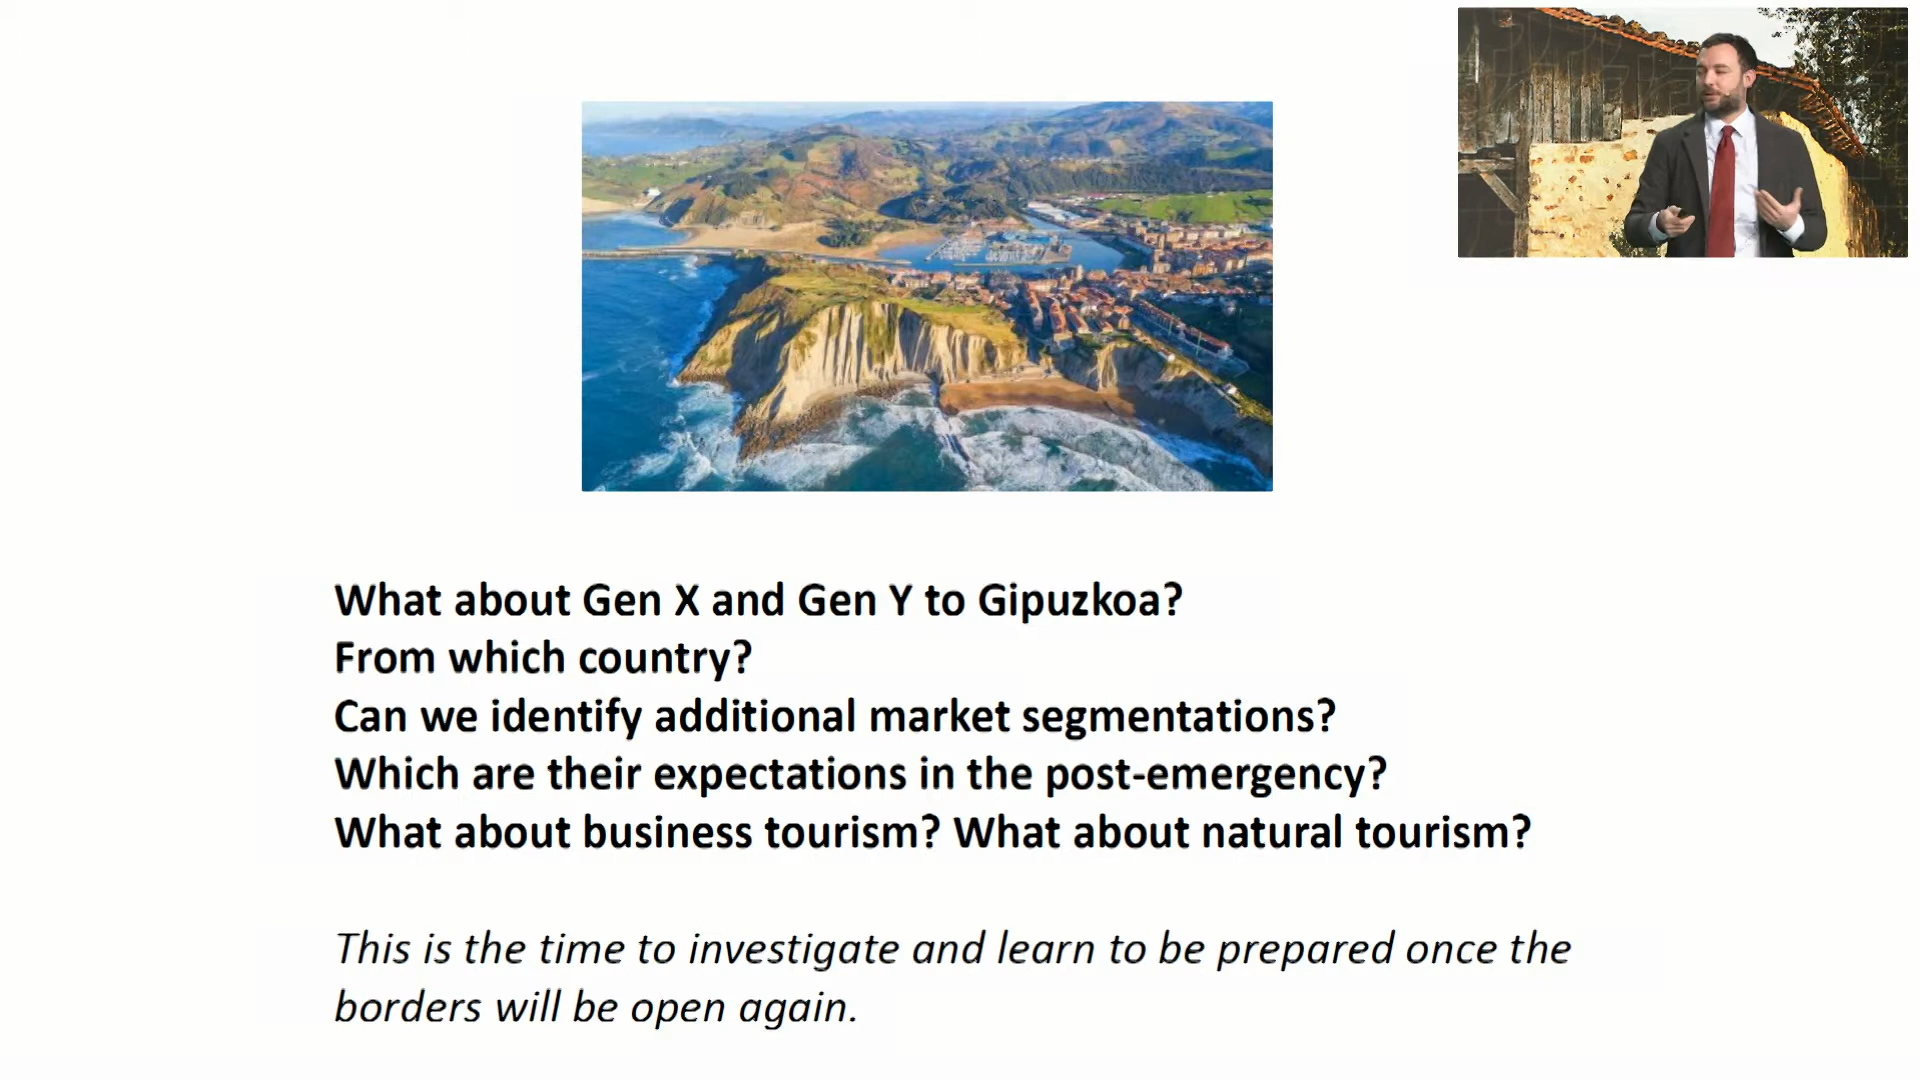 What about Gen X and Gen Y to Gipuzkoa?
From which country?
Can we identify additional market segmentations?
Which are their expectations in the post-emergency?
What about business tourism? What about natural tourism?
This is the time to investigate and learn to be prepared once the
borders will be open again.